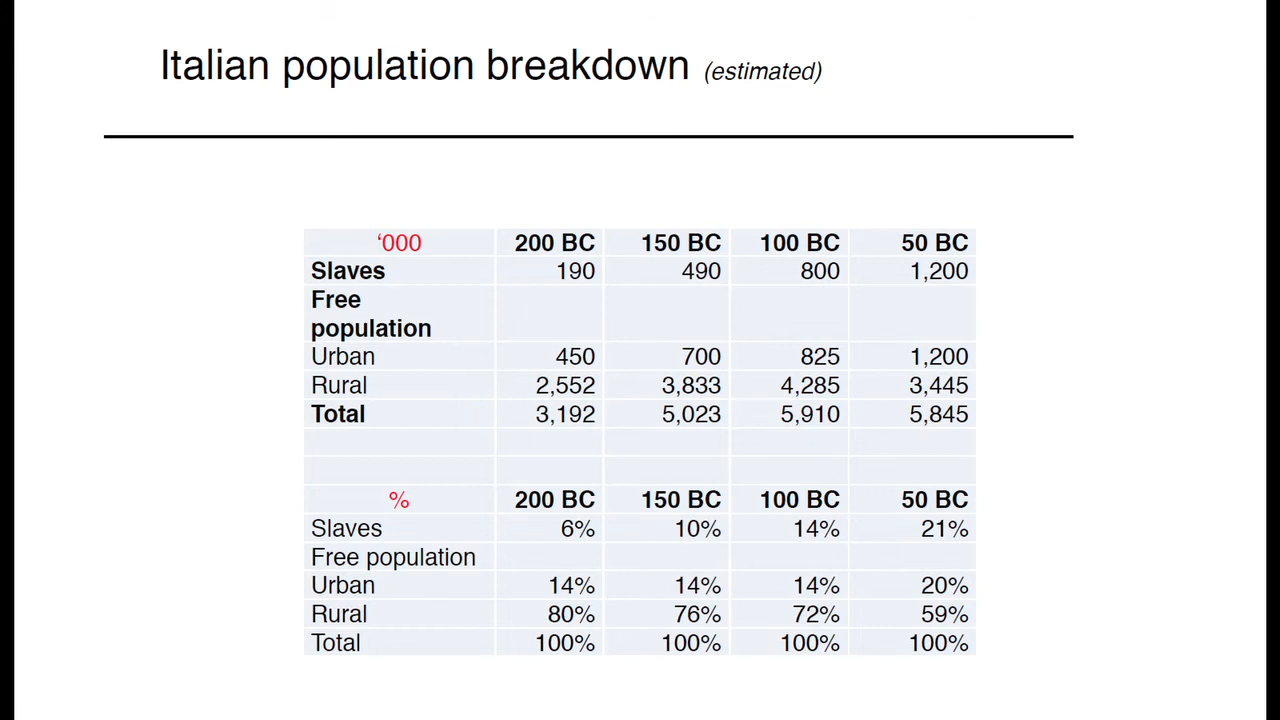 Italian population breakdown (estimated)
‘000 200 BC 150 BC 100 BC 50 BC
Slaves 190 490 800 1,200
Free
population
Urban 450 700 825 1,200
Rural 2,552 3,833 4,285 3,445
Total 3,192 5,023 5,910 5,845
% 200 BC 150 BC 100 BC 50 BC
Slaves 6% 10% 14% 21%
Free population
Urban 14% 14% 14% 20%
Rural 80% 76% 72% 59%
Total 100% 100% 100% 100%